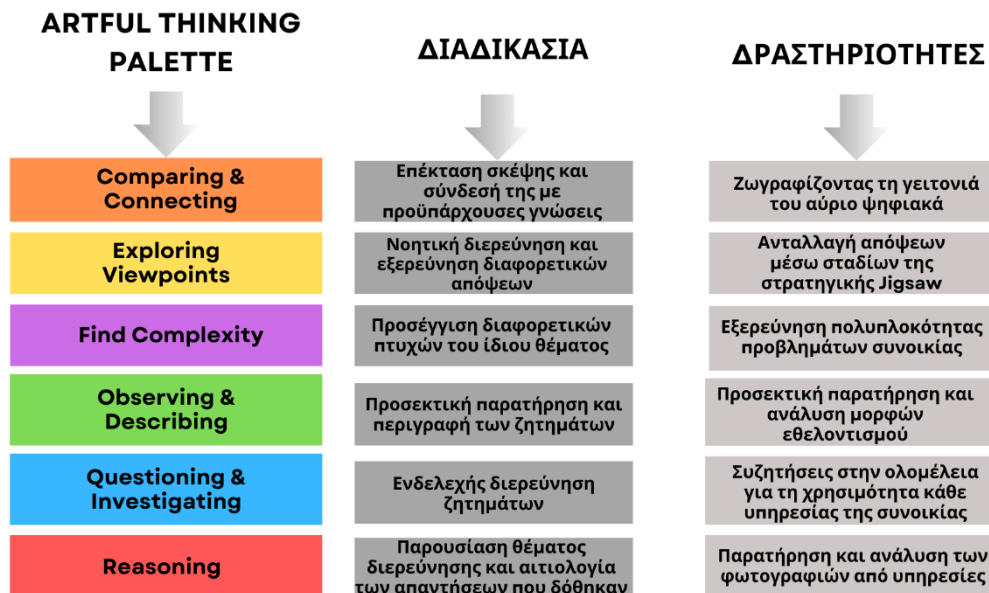 ARTFUL THINKING
PALETTE
ΔΙΑΔΙΚΑΣΙΑ
ΔΡΑΣΤΗΡΙΟΤΗΤΕΣ
Comparing &
Connecting
Επέκταση σκέψης και
σύνδεσή της με
προϋπάρχουσες γνώσεις
Ζωγραφίζοντας τη γειτονιά
του αύριο ψηφιακά
Exploring
Viewpoints
Νοητική διερεύνηση και
εξερεύνηση διαφορετικών
απόψεων
Ανταλλαγή απόψεων
μέσω σταδίων της
στρατηγικής Jigsaw
Find Complexity
Προσέγγιση διαφορετικών
πτυχών του ίδιου θέματος
Εξερεύνηση πολυπλοκότητας
προβλημάτων συνοικίας
Observing &
Describing
Προσεκτική παρατήρηση και
περιγραφή των ζητημάτων
Προσεκτική παρατήρηση και
ανάλυση μορφών
εθελοντισμού
Questioning &
Investigating
Ενδελεχής διερεύνηση
ζητημάτων
Συζητήσεις στην ολομέλεια
για τη χρησιμότητα κάθε
υπηρεσίας της συνοικίας
Reasoning
Παρουσίαση θέματος
διερεύνησης και αιτιολογία
των απαντήσεων που δόθηκαν
Παρατήρηση και ανάλυση των
φωτογραφιών από υπηρεσίες